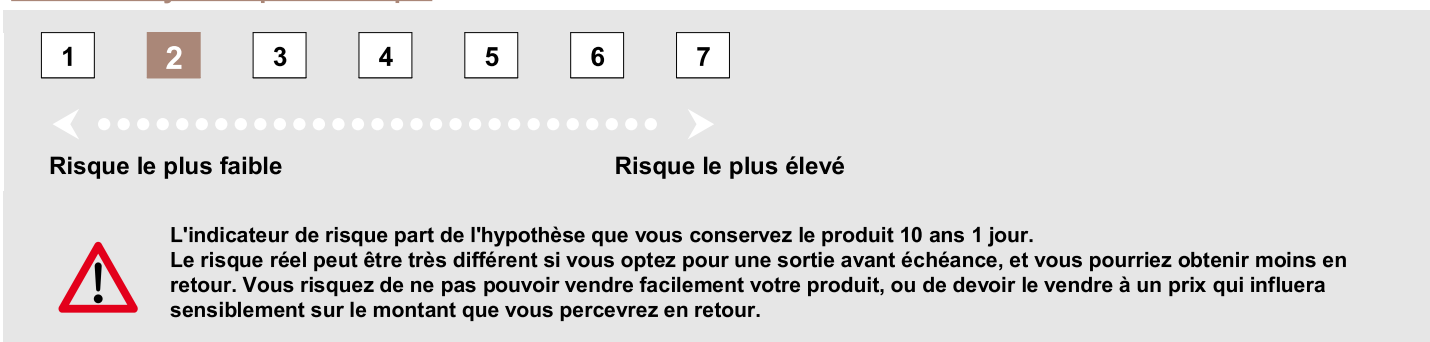 1 2 3 4 5 6 7
Risque le plus faible Risque le plus élevé
L'indicateur de risque part de l'hypothèse que vous conservez le produit 10 ans 1 jour.
Le risque réel peut être très différent si vous optez pour une sortie avant échéance, et vous pourriez obtenir moins en
retour. Vous risquez de ne pas pouvoir vendre facilement votre produit, ou de devoir le vendre à un prix qui influera
sensiblement sur le montant que vous percevrez en retour.